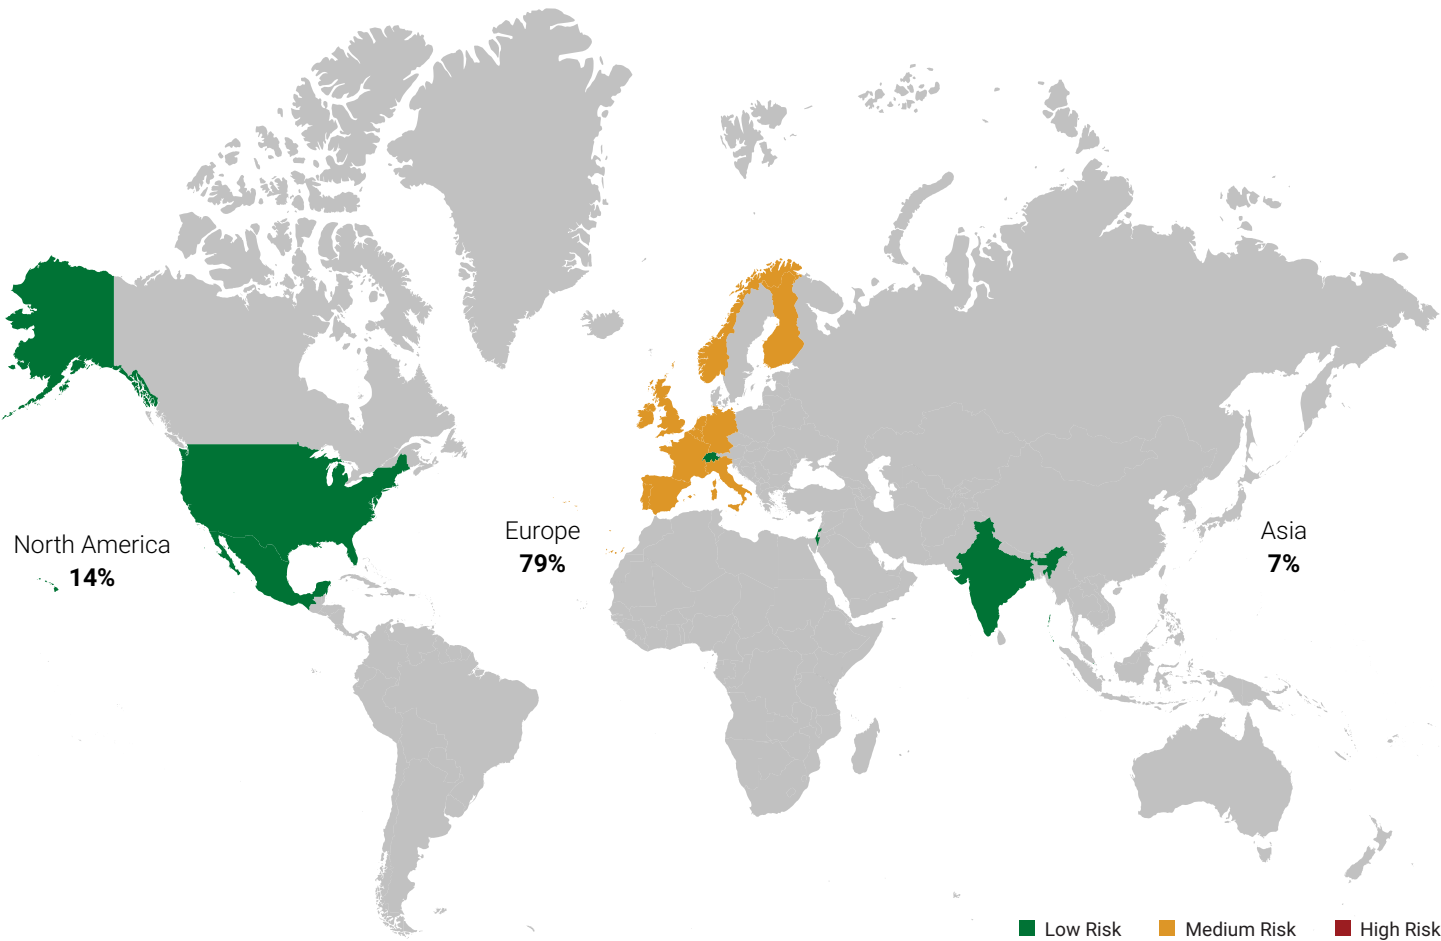 North America
14%
Europe
79%
Asia
7%
Low Risk
Medium Risk
High Risk